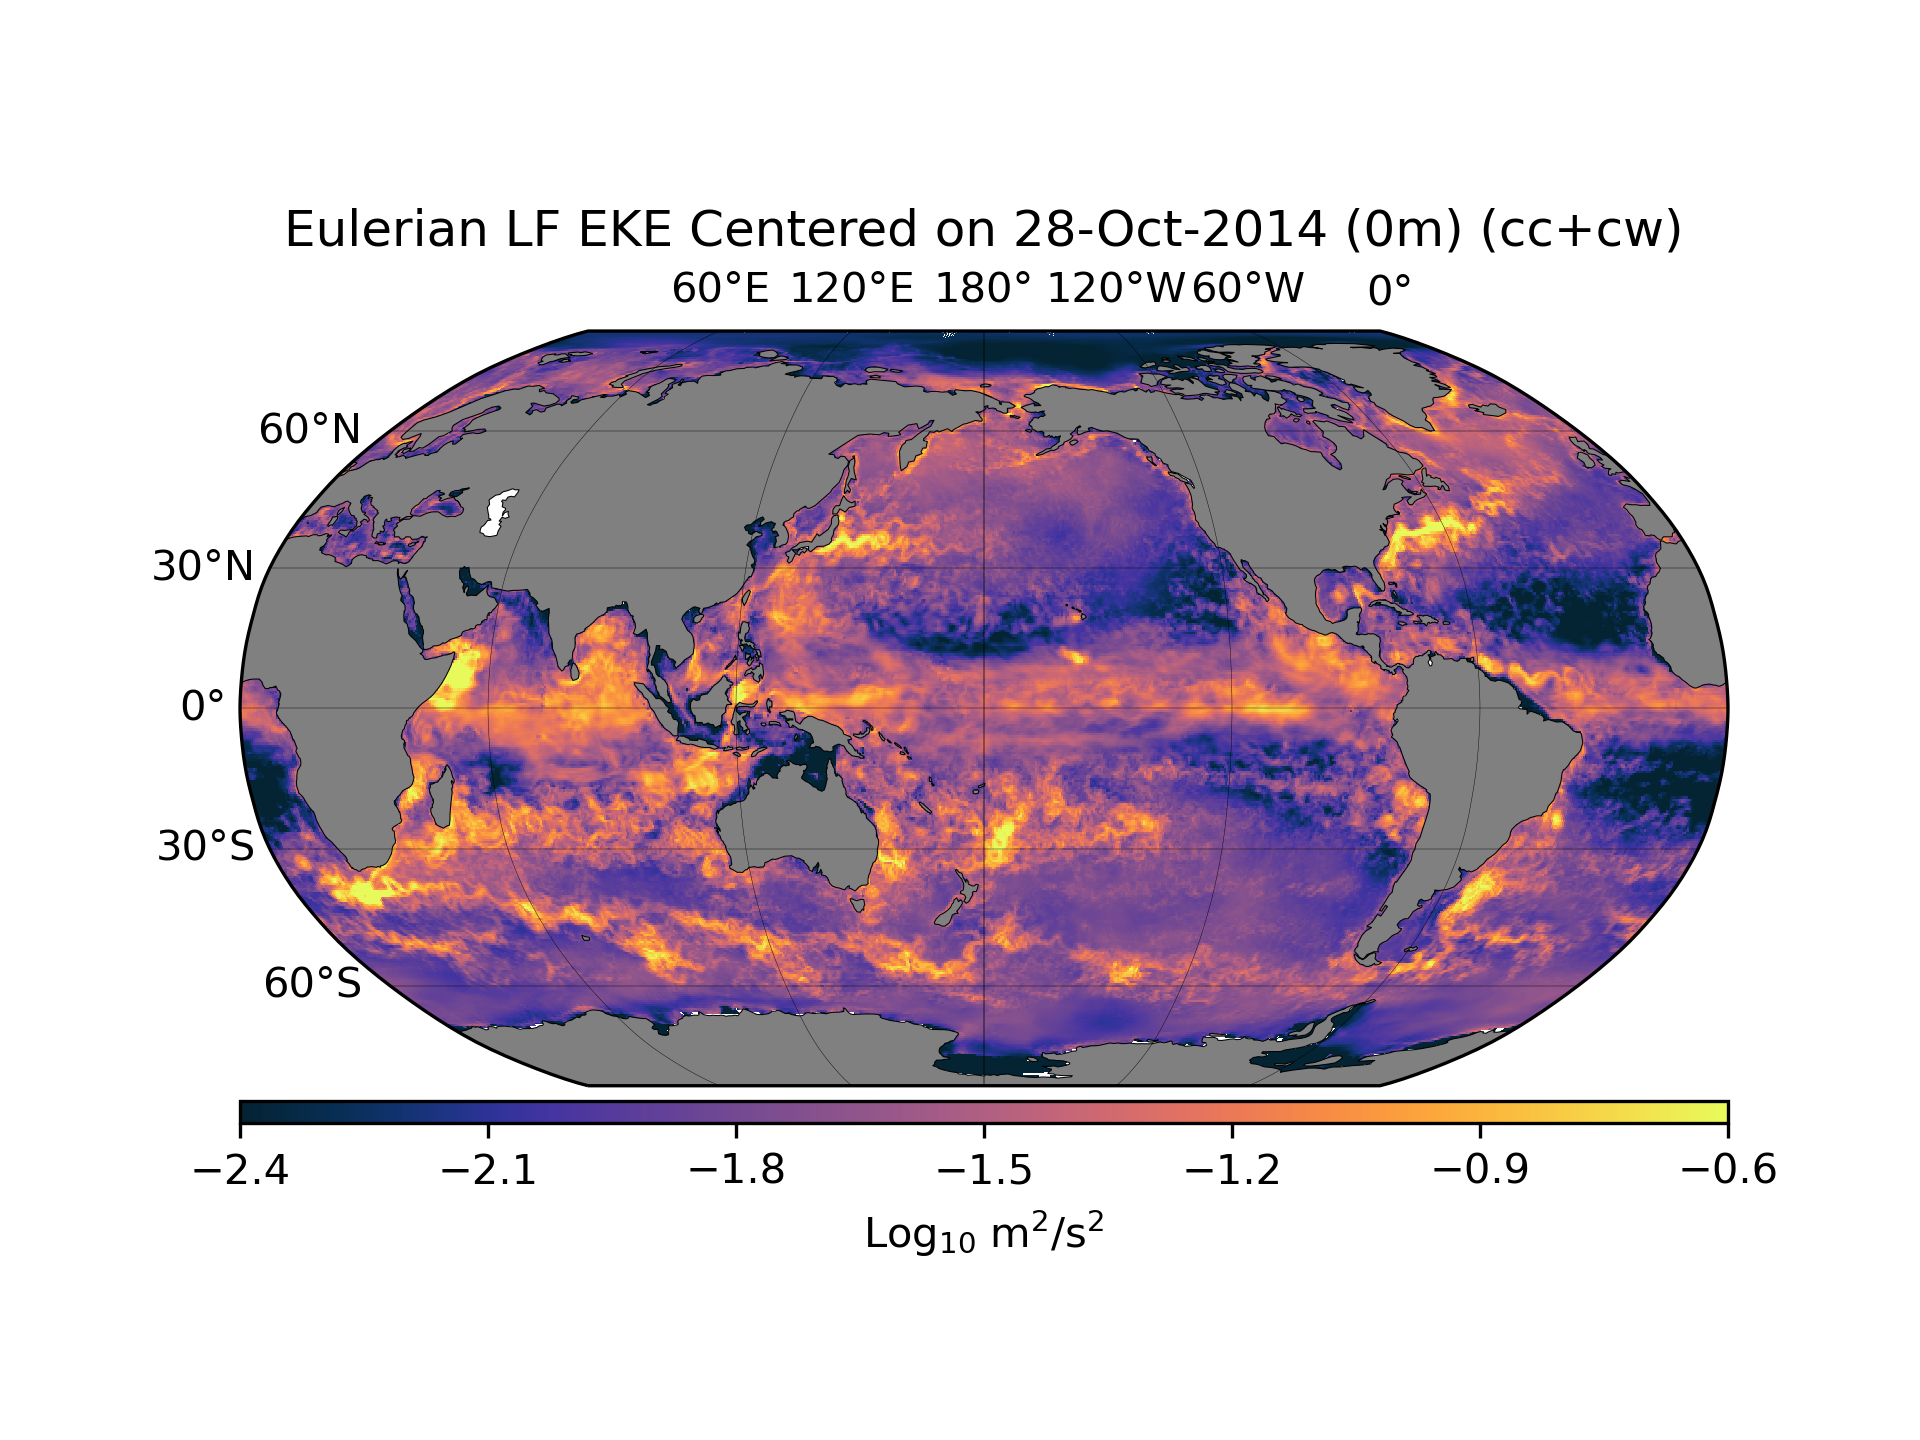 Eulerian LF EKE Centered on 28-Oct-2014 (0m) (cc+cw)
60°E 120°E 180° 120°W 60°W 0°
60°N
30°N
0°
30°S
60°S
−2.4 −2.1 −1.8 −1.5 −1.2 −0.9 −0.6
Log₁₀ m²/s²